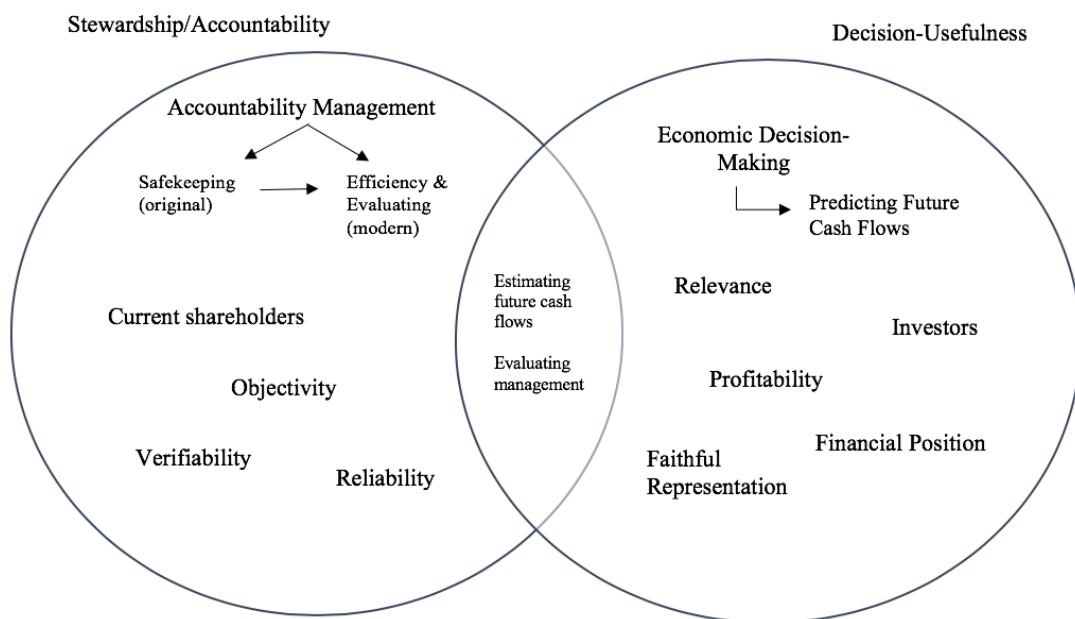 Stewardship/Accountability
Decision-Usefulness
Accountability Management
Safekeeping
(original)
Efficiency &
Evaluating
(modern)
Current shareholders
Objectivity
Verifiability
Reliability
Estimating
future cash
flows
Evaluating
management
Economic Decision-
Making
Predicting Future
Cash Flows
Relevance
Investors
Profitability
Financial Position
Faithful
Representation